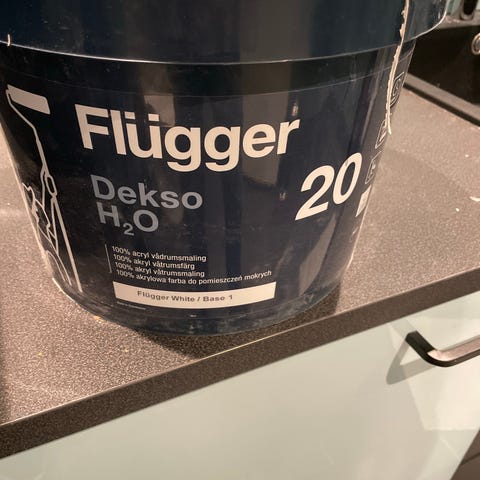 Flügger
Dekso
H₂O
20
100% acryl vådrumsmaling
100% akryl våtrumsfärg
100% akryl våtrumsmaling
100% akrylowa farba do pomieszczeń mokrych
Flügger White / Base 1